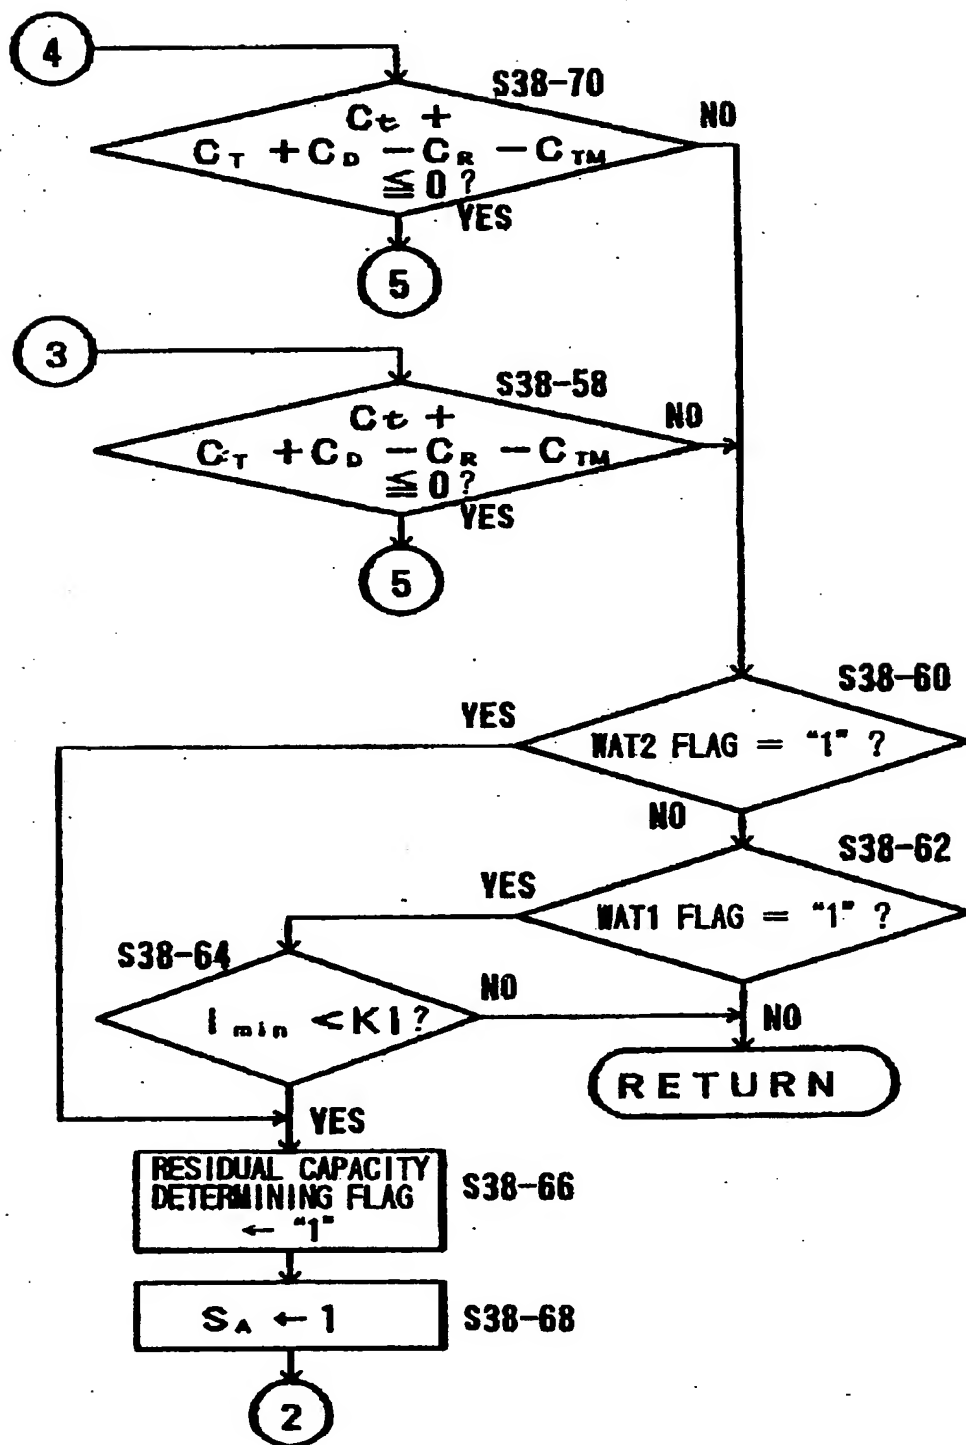 4
S38-70
NO
Ct +
CT + CD − CR − CTM
≦0?
YES
5
3
S38-58
NO
Ct +
CT + CD − CR − CTM
≦0?
YES
5
S38-60
YES
WAT2 FLAG = "1" ?
NO
S38-62
YES
WAT1 FLAG = "1" ?
S38-64
NO
Imin < K1?
NO
RETURN
YES
RESIDUAL CAPACITY
DETERMINING FLAG
← "1"
S38-66
SA ← 1
S38-68
2